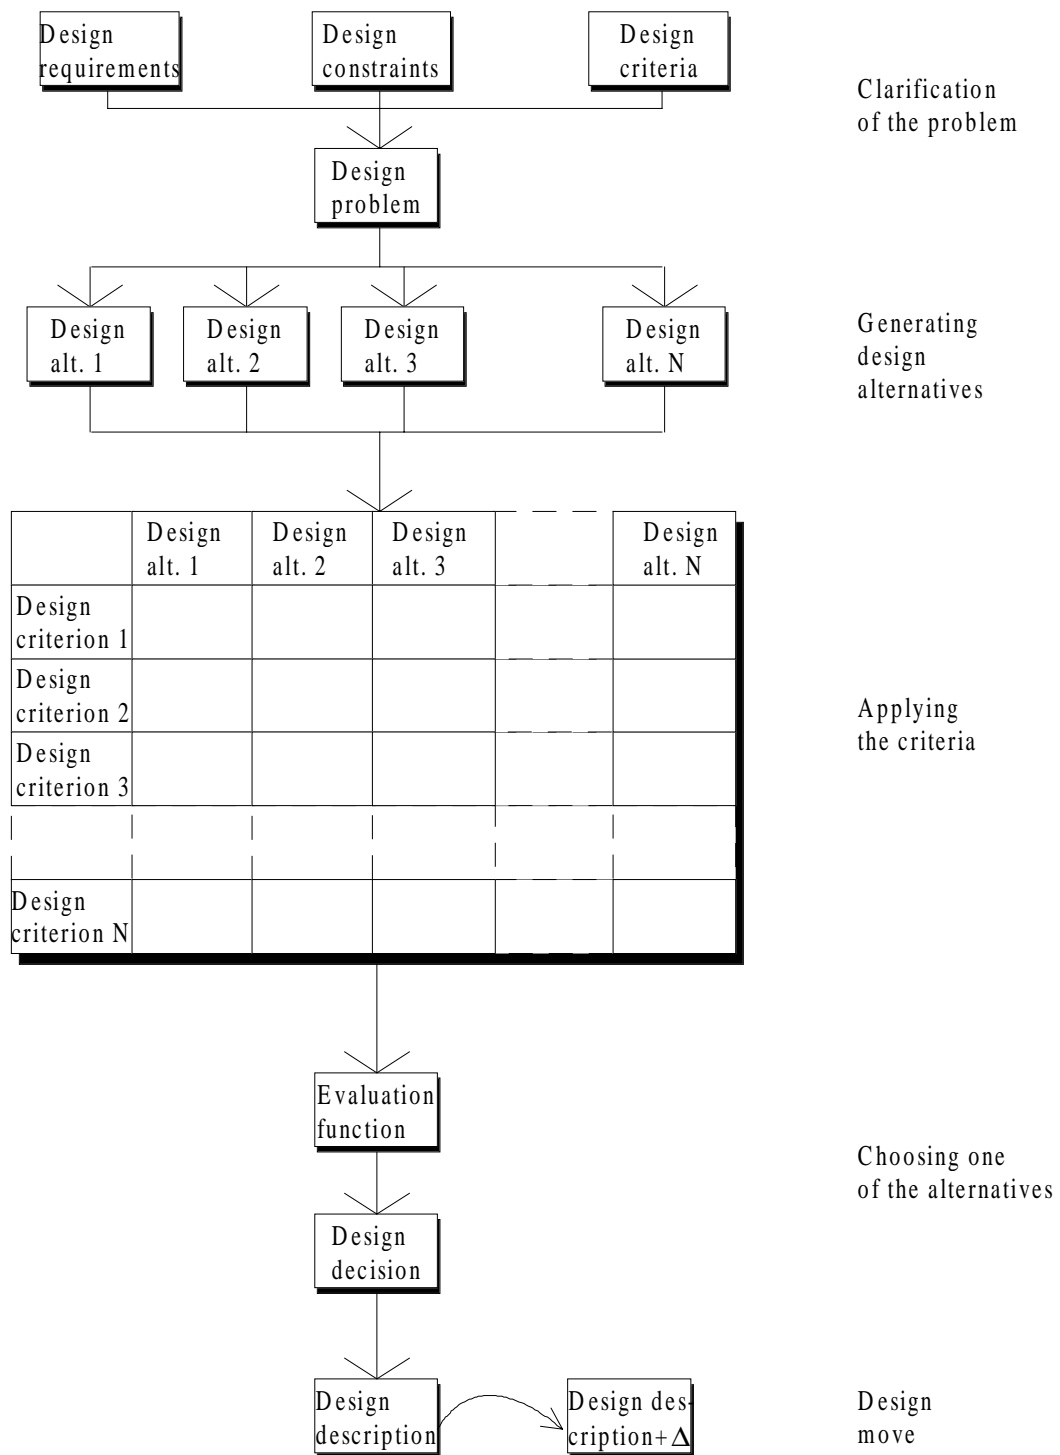 Design
requirements
Design
constraints
Design
criteria
Clarification
of the problem
Design
problem
Design
alt. 1
Design
alt. 2
Design
alt. 3
Design
alt. N
Generating
design
alternatives
Design
alt. 1
Design
alt. 2
Design
alt. 3
Design
alt. N
Design
criterion 1
Design
criterion 2
Design
criterion 3
Design
criterion N
Applying
the criteria
Evaluation
function
Choosing one
of the alternatives
Design
decision
Design
description
Design des-
cription+Δ
Design
move